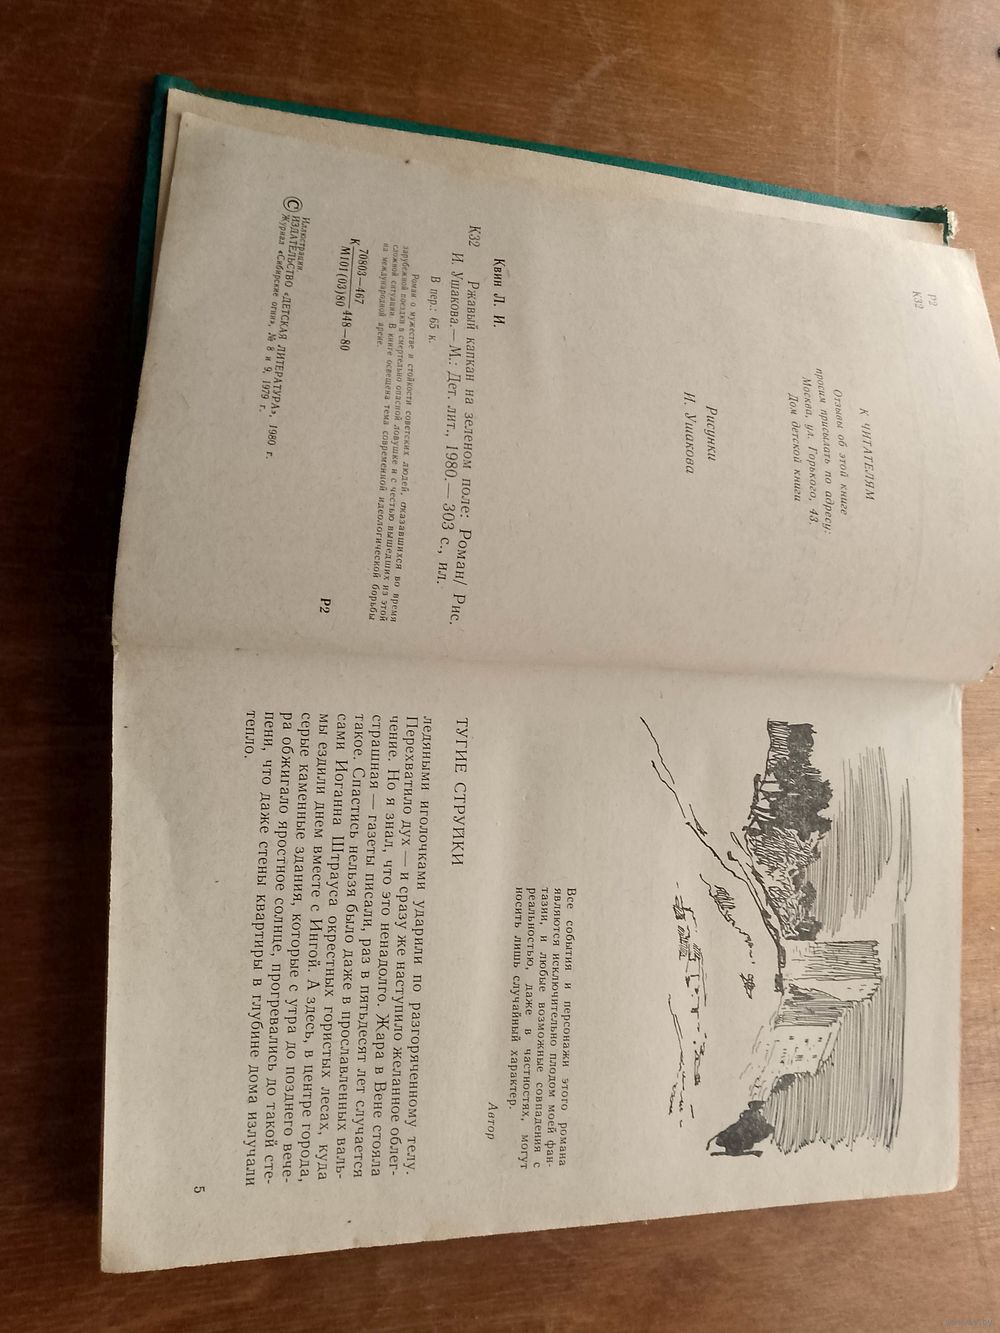 Р2
К32
К ЧИТАТЕЛЯМ
Отзывы об этой книге
просим присылать по адресу:
Москва, ул. Горького, 43.
Дом детской книги
Рисунки
И. Ушакова
Квин Л. И.
К32 Ржавый капкан на зеленом поле: Роман/ Рис.
И. Ушакова.— М.: Дет. лит., 1980.— 303 с., ил.
В пер.: 65 к.
Роман о мужестве и стойкости советских людей, оказавшихся во время
зарубежной поездки в смертельно опасной ловушке и с честью вышедших из этой
сложной ситуации. В книге освещена тема современной идеологической борьбы
на международной арене.
К 70803—467 448—80
М101(03)80
Р2
Иллюстрации.
© ИЗДАТЕЛЬСТВО «ДЕТСКАЯ ЛИТЕРАТУРА», 1980 г.
Журнал «Сибирские огни», № 8 и 9, 1979 г.
Все события и персонажи этого романа
являются исключительно плодом моей фан-
тазии, и любые возможные совпадения с
реальностью, даже в частностях, могут
носить лишь случайный характер.
Автор
ТУГИЕ СТРУЙКИ
ледяными иголочками ударили по разгоряченному телу.
Перехватило дух — и сразу же наступило желанное облег-
чение. Но я знал, что это ненадолго. Жара в Вене стояла
страшная — газеты писали, раз в пятьдесят лет случается
такое. Спастись нельзя было даже в прославленных валь-
сами Иоганна Штрауса окрестных гористых лесах, куда
мы ездили днем вместе с Ингой. А здесь, в центре города,
серые каменные здания, которые с утра до позднего вече-
ра обжигало яростное солнце, прогревались до такой сте-
пени, что даже стены квартиры в глубине дома излучали
тепло.
5